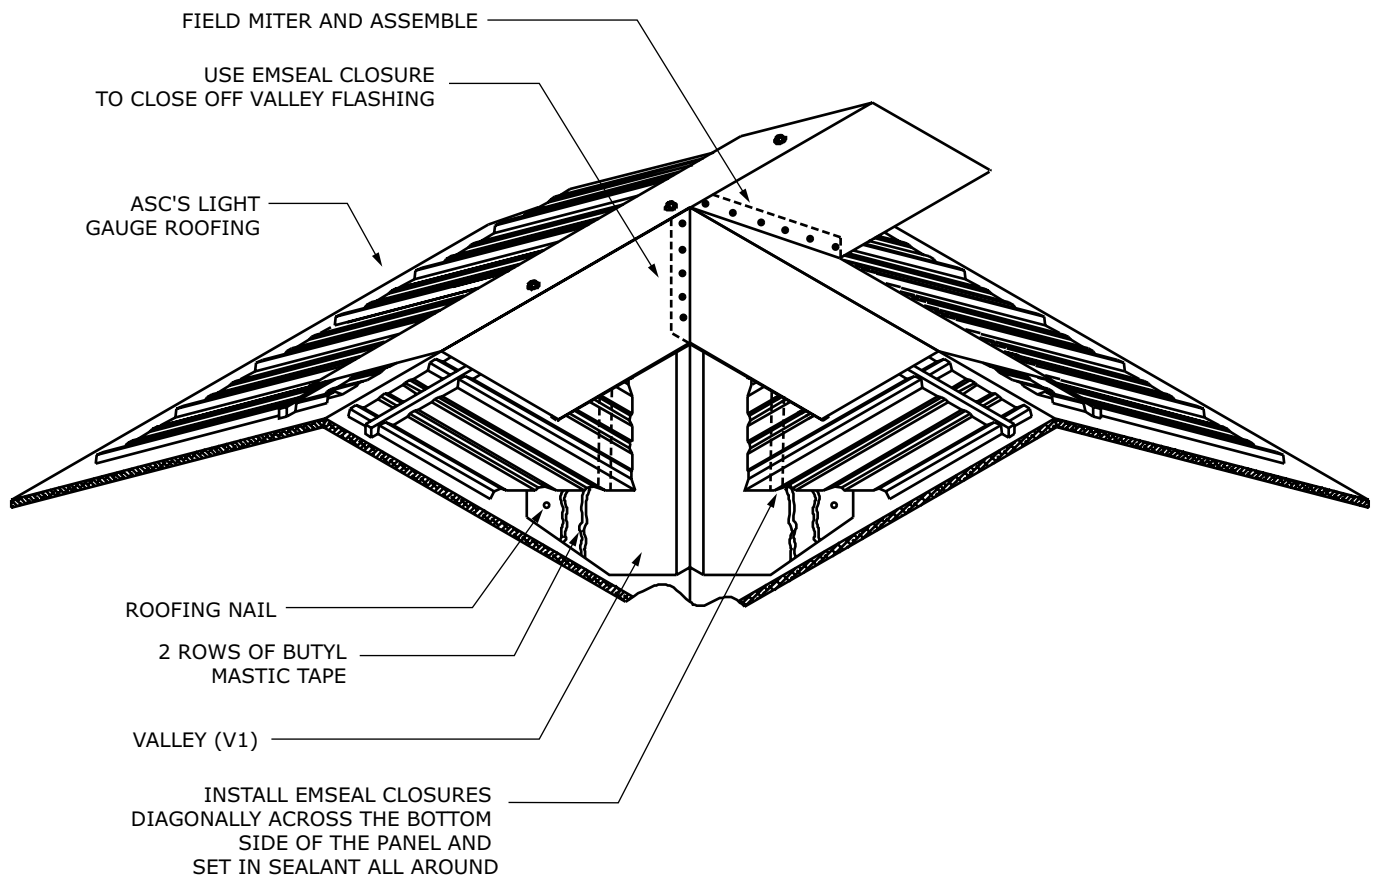 FIELD MITER AND ASSEMBLE
USE EMSEAL CLOSURE
TO CLOSE OFF VALLEY FLASHING
ASC'S LIGHT
GAUGE ROOFING
ROOFING NAIL
2 ROWS OF BUTYL
MASTIC TAPE
VALLEY (V1)
INSTALL EMSEAL CLOSURES
DIAGONALLY ACROSS THE BOTTOM
SIDE OF THE PANEL AND
SET IN SEALANT ALL AROUND